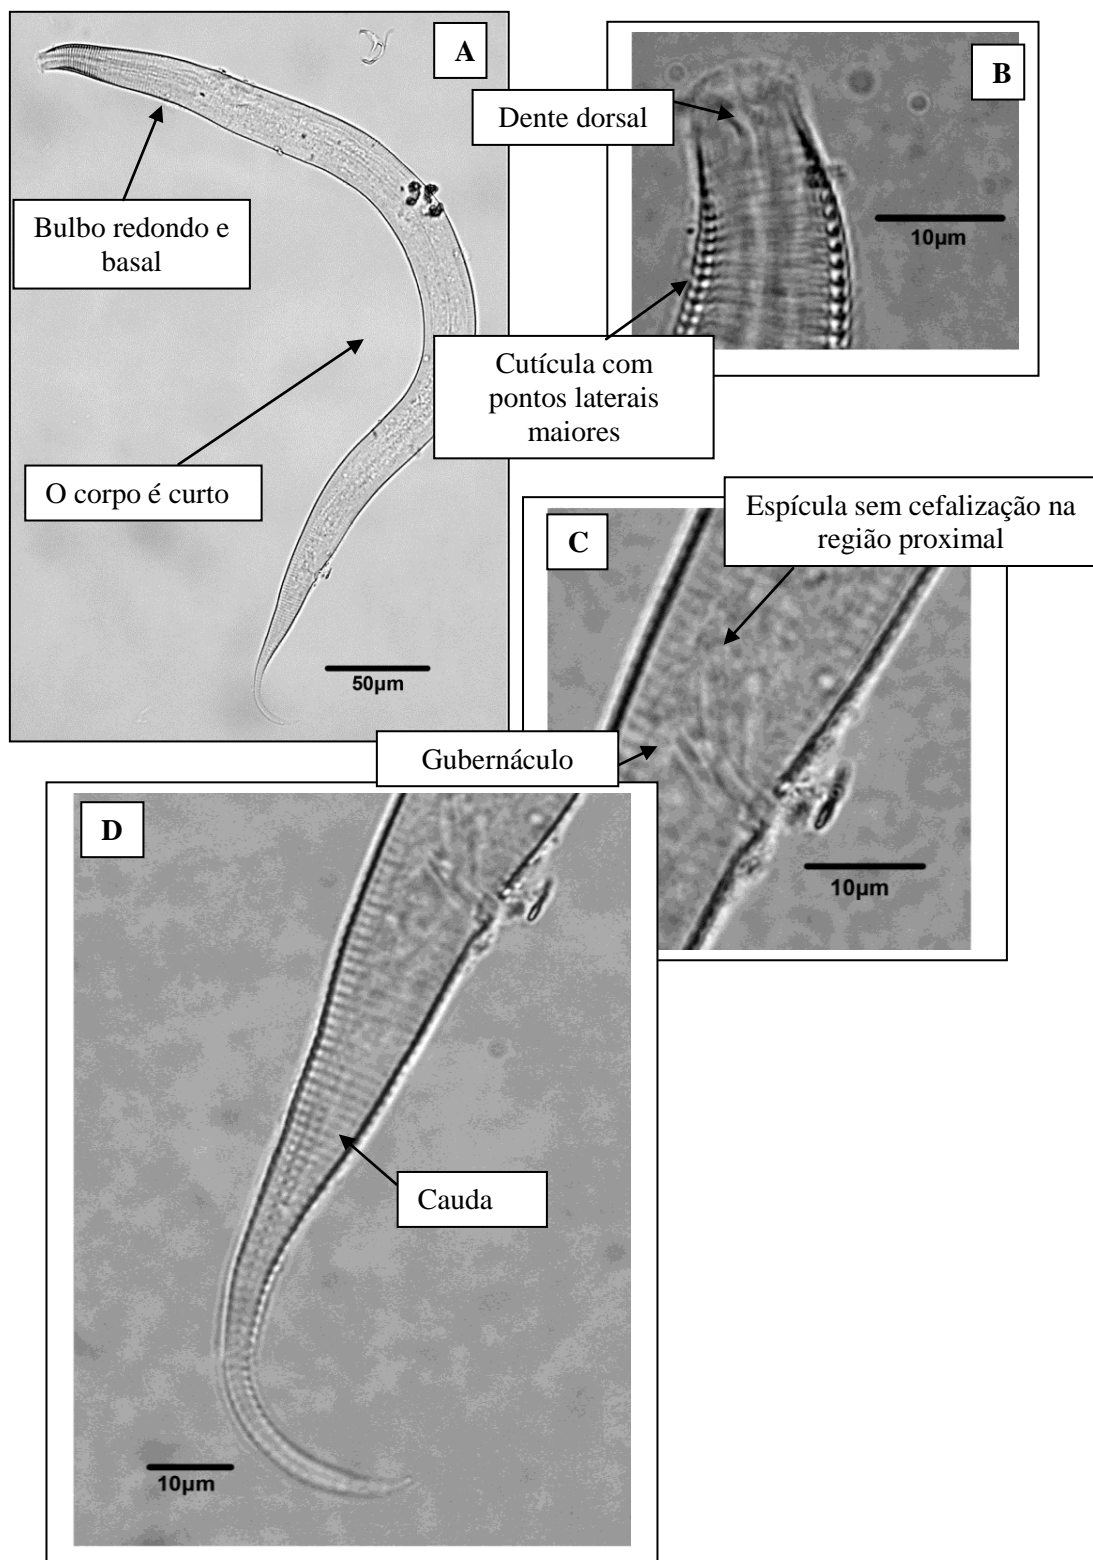 A
Bulbo redondo e
basal
O corpo é curto
50µm
B
Dente dorsal
10µm
Cutícula com
pontos laterais
maiores
C
Espícula sem cefalização na
região proximal
Gubernáculo
10µm
D
Cauda
10µm